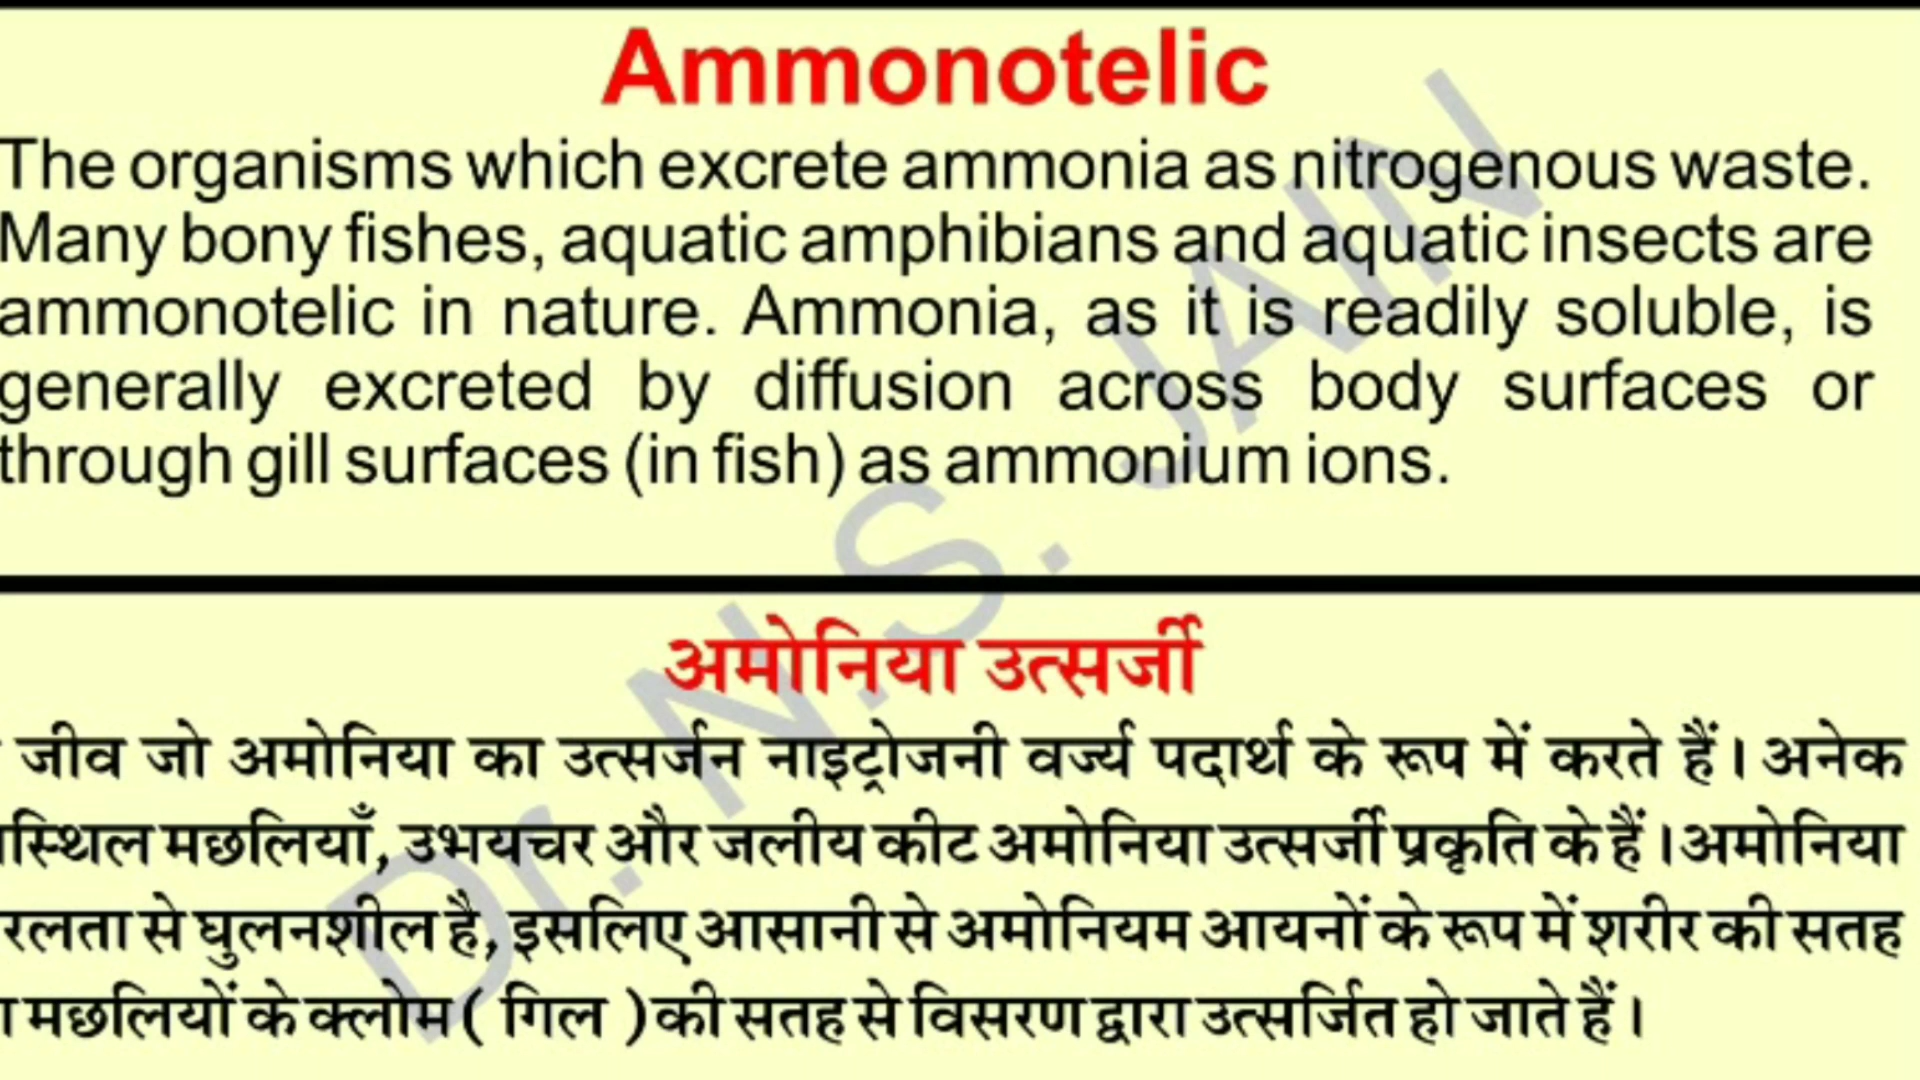 Ammonotelic
The organisms which excrete ammonia as nitrogenous waste.
Many bony fishes, aquatic amphibians and aquatic insects are
ammonotelic in nature. Ammonia, as it is readily soluble, is
generally excreted by diffusion across body surfaces or
through gill surfaces (in fish) as ammonium ions.
Dr. N.S. JAIN
अमोनिया उत्सर्जी
जीव जो अमोनिया का उत्सर्जन नाइट्रोजनी वर्ज्य पदार्थ के रूप में करते हैं। अनेक
मछलियाँ, उभयचर और जलीय कीट अमोनिया उत्सर्जी प्रकृति के हैं।अमोनिया
से घुलनशील है, इसलिए आसानी से अमोनियम आयनों के रूप में शरीर की सतह
मछलियों के क्लोम( गिल )की सतह से विसरण द्वारा उत्सर्जित हो जाते हैं।